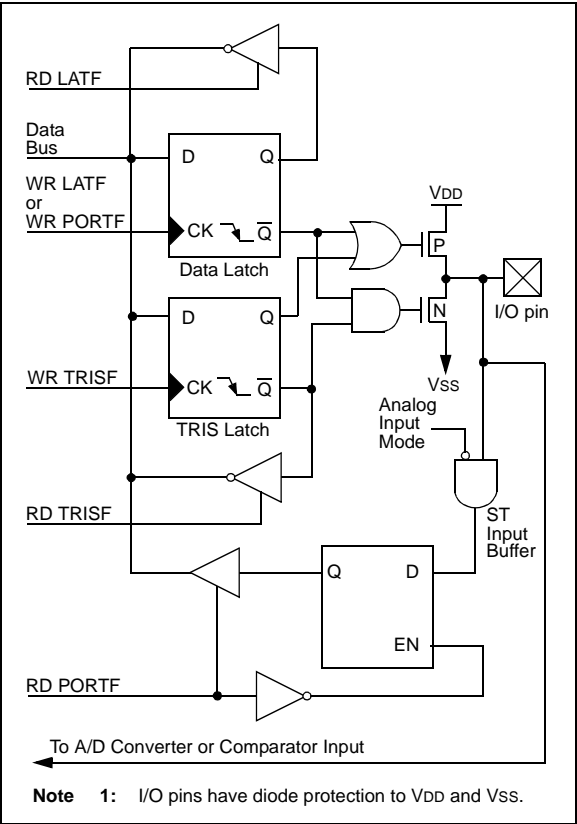 RD LATF
Data
Bus
D
Q
WR LATF
or
WR PORTF
CK
Q
Data Latch
VDD
P
N
I/O pin
VSS
D
Q
WR TRISF
CK
Q
TRIS Latch
Analog
Input
Mode
RD TRISF
ST
Input
Buffer
Q
D
EN
RD PORTF
To A/D Converter or Comparator Input
Note 1: I/O pins have diode protection to VDD and VSS.